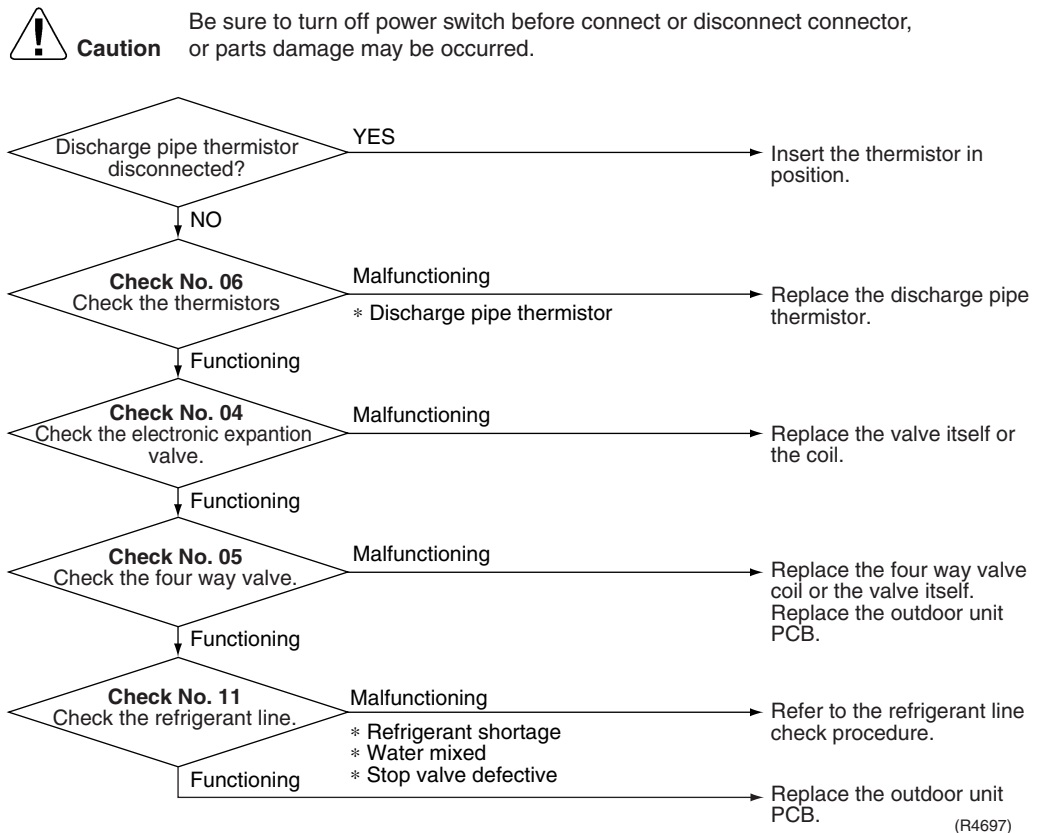 Caution
Be sure to turn off power switch before connect or disconnect connector,
or parts damage may be occurred.
Discharge pipe thermistor
disconnected?
YES
Insert the thermistor in
position.
NO
Check No. 06
Check the thermistors
Malfunctioning
* Discharge pipe thermistor
Replace the discharge pipe
thermistor.
Functioning
Check No. 04
Check the electronic expantion
valve.
Malfunctioning
Replace the valve itself or
the coil.
Functioning
Check No. 05
Check the four way valve.
Malfunctioning
Replace the four way valve
coil or the valve itself.
Replace the outdoor unit
PCB.
Functioning
Check No. 11
Check the refrigerant line.
Malfunctioning
* Refrigerant shortage
* Water mixed
* Stop valve defective
Refer to the refrigerant line
check procedure.
Functioning
Replace the outdoor unit
PCB.
(R4697)